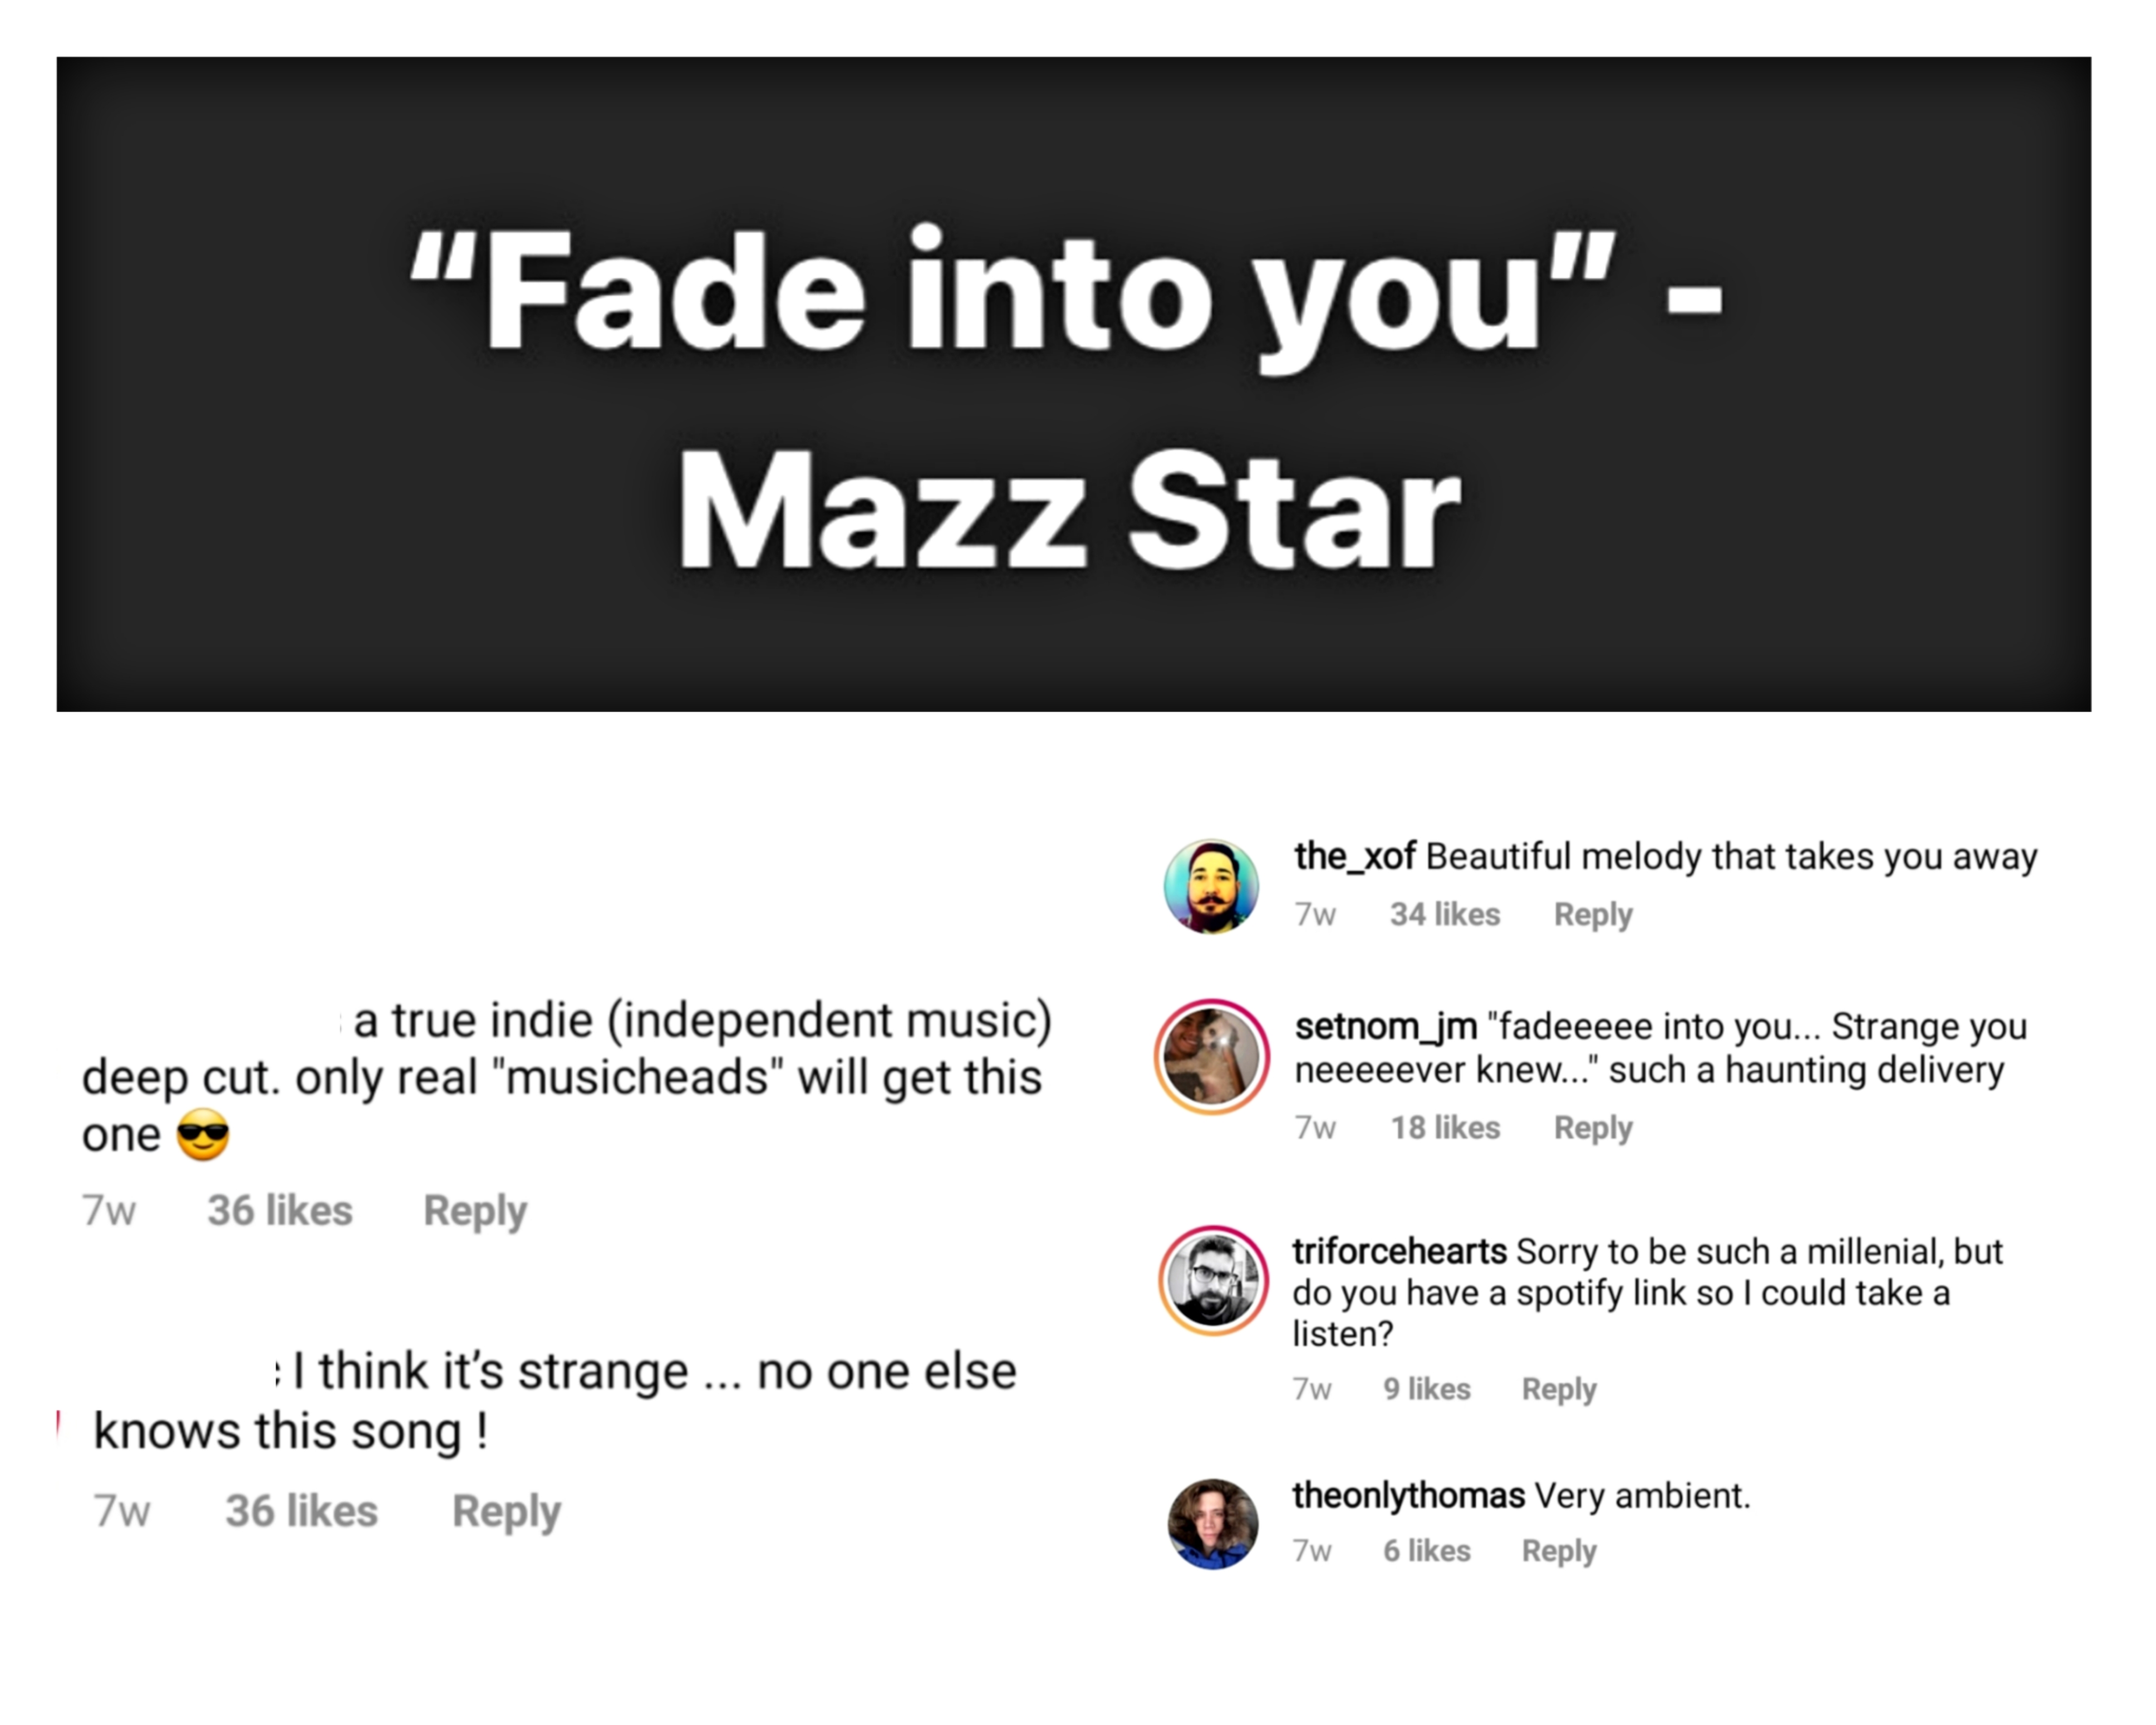 “Fade into you” -
Mazz Star
a true indie (independent music)
deep cut. only real "musicheads" will get this
one 😎
7w 36 likes Reply
I think it’s strange ... no one else
knows this song !
7w 36 likes Reply
the_xof Beautiful melody that takes you away
7w 34 likes Reply
setnom_jm "fadeeeee into you... Strange you
neeeeever knew..." such a haunting delivery
7w 18 likes Reply
triforcehearts Sorry to be such a millenial, but
do you have a spotify link so I could take a
listen?
7w 9 likes Reply
theonlythomas Very ambient.
7w 6 likes Reply